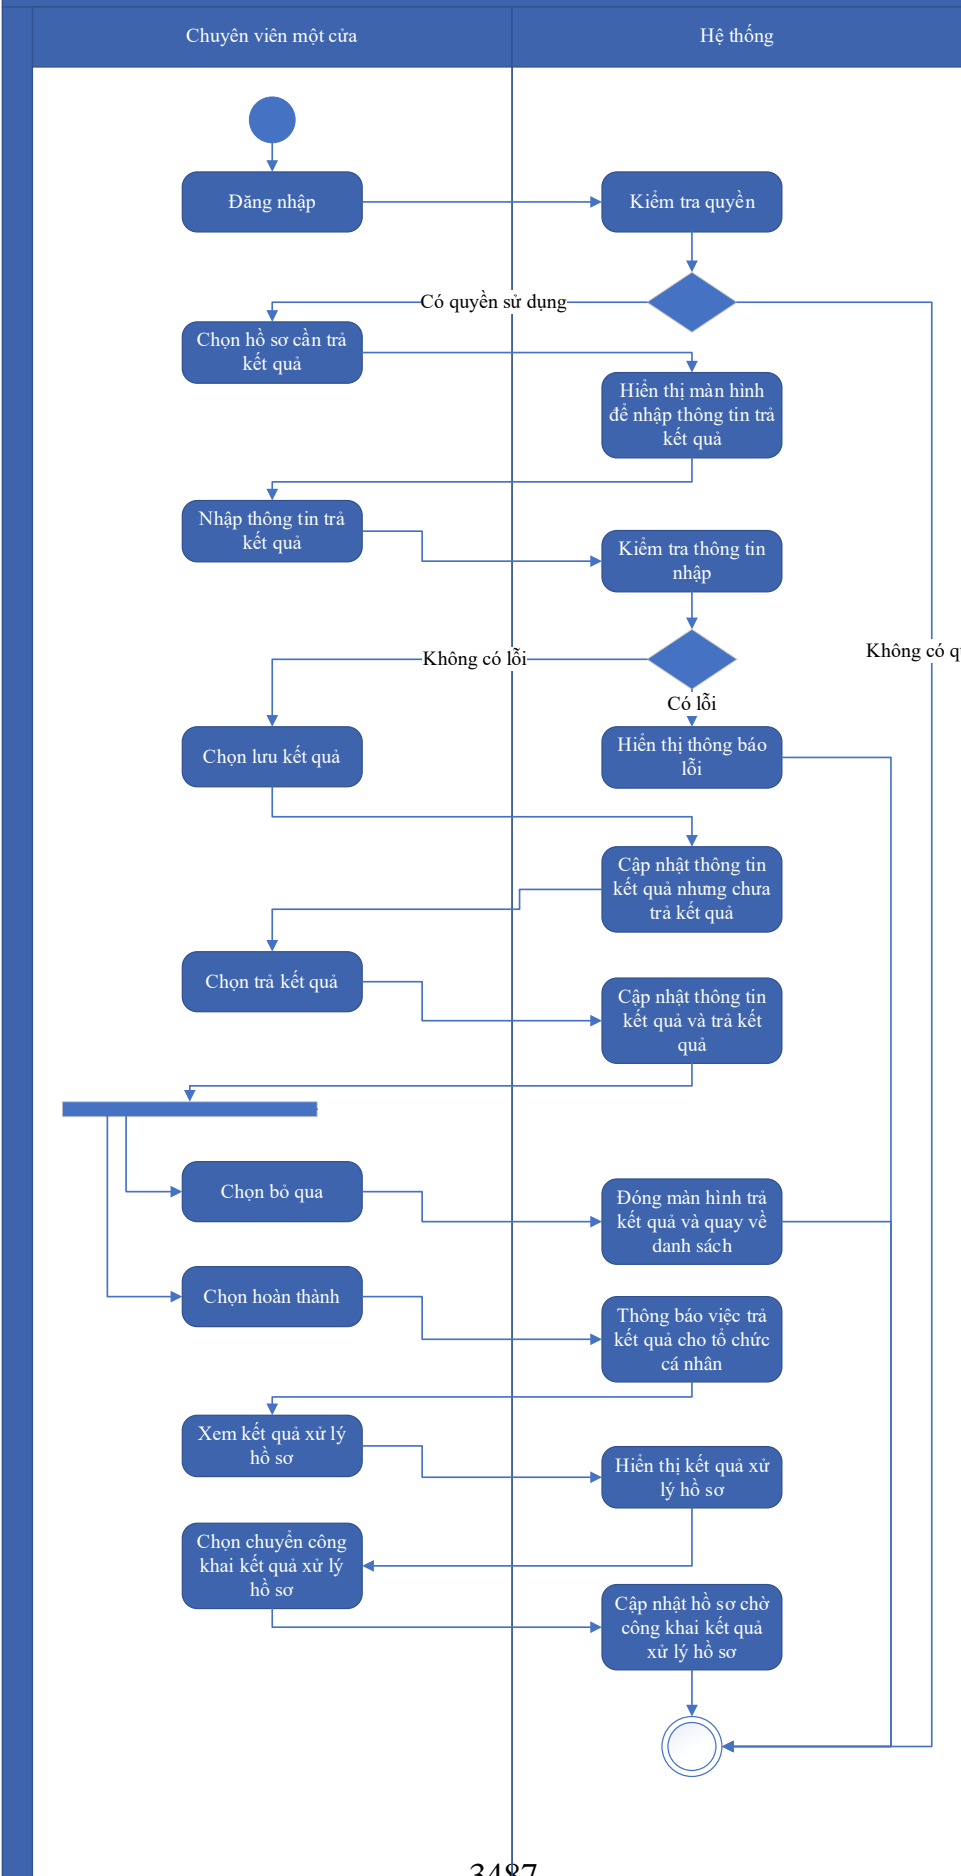 Chuyên viên một cửa
Hệ thống
Đăng nhập
Kiểm tra quyền
Có quyền sử dụng
Chọn hồ sơ cần trả
kết quả
Hiển thị màn hình
để nhập thông tin trả
kết quả
Nhập thông tin trả
kết quả
Kiểm tra thông tin
nhập
Không có lỗi
Không có
Có lỗi
Chọn lưu kết quả
Hiển thị thông báo
lỗi
Cập nhật thông tin
kết quả nhưng chưa
trả kết quả
Chọn trả kết quả
Cập nhật thông tin
kết quả và trả kết
quả
Chọn bỏ qua
Đóng màn hình trả
kết quả và quay về
danh sách
Chọn hoàn thành
Thông báo việc trả
kết quả cho tổ chức
cá nhân
Xem kết quả xử lý
hồ sơ
Hiển thị kết quả xử
lý hồ sơ
Chọn chuyển công
khai kết quả xử lý
hồ sơ
Cập nhật hồ sơ chờ
công khai kết quả
xử lý hồ sơ
3487